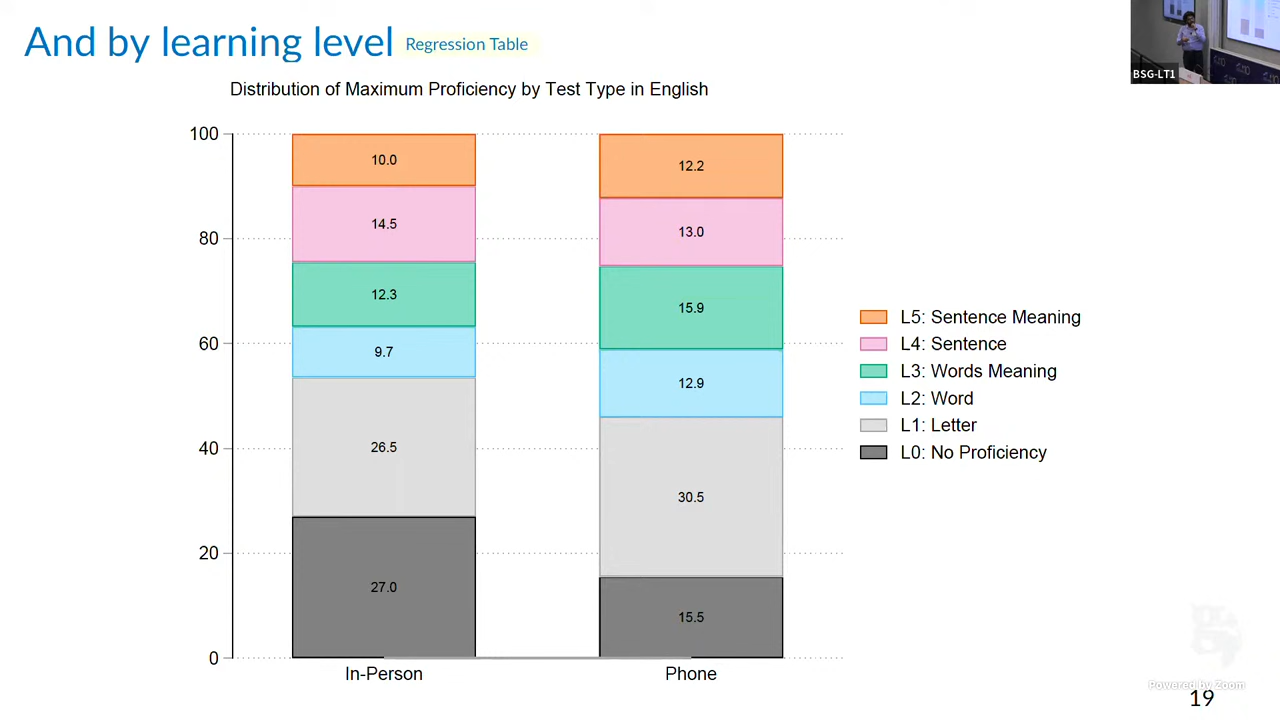 And by learning level Regression Table
BSG-LT1
Distribution of Maximum Proficiency by Test Type in English
100
80
60
40
20
0
10.0
14.5
12.3
9.7
26.5
27.0
12.2
13.0
15.9
12.9
30.5
15.5
In-Person
Phone
L5: Sentence Meaning
L4: Sentence
L3: Words Meaning
L2: Word
L1: Letter
L0: No Proficiency
Powered by Zoom
19